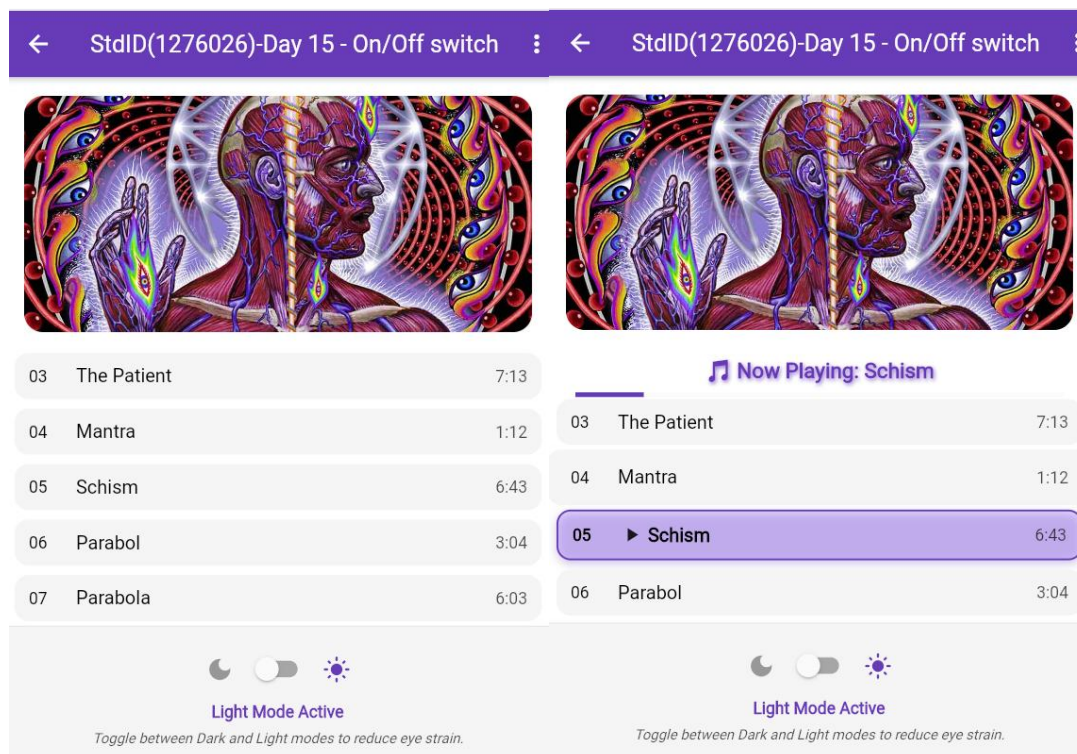 StdID(1276026)-Day 15 - On/Off switch
03 The Patient 7:13
04 Mantra 1:12
05 Schism 6:43
06 Parabol 3:04
07 Parabola 6:03
Light Mode Active
Toggle between Dark and Light modes to reduce eye strain.
StdID(1276026)-Day 15 - On/Off switch
Now Playing: Schism
03 The Patient 7:13
04 Mantra 1:12
05 Schism 6:43
06 Parabol 3:04
Light Mode Active
Toggle between Dark and Light modes to reduce eye strain.